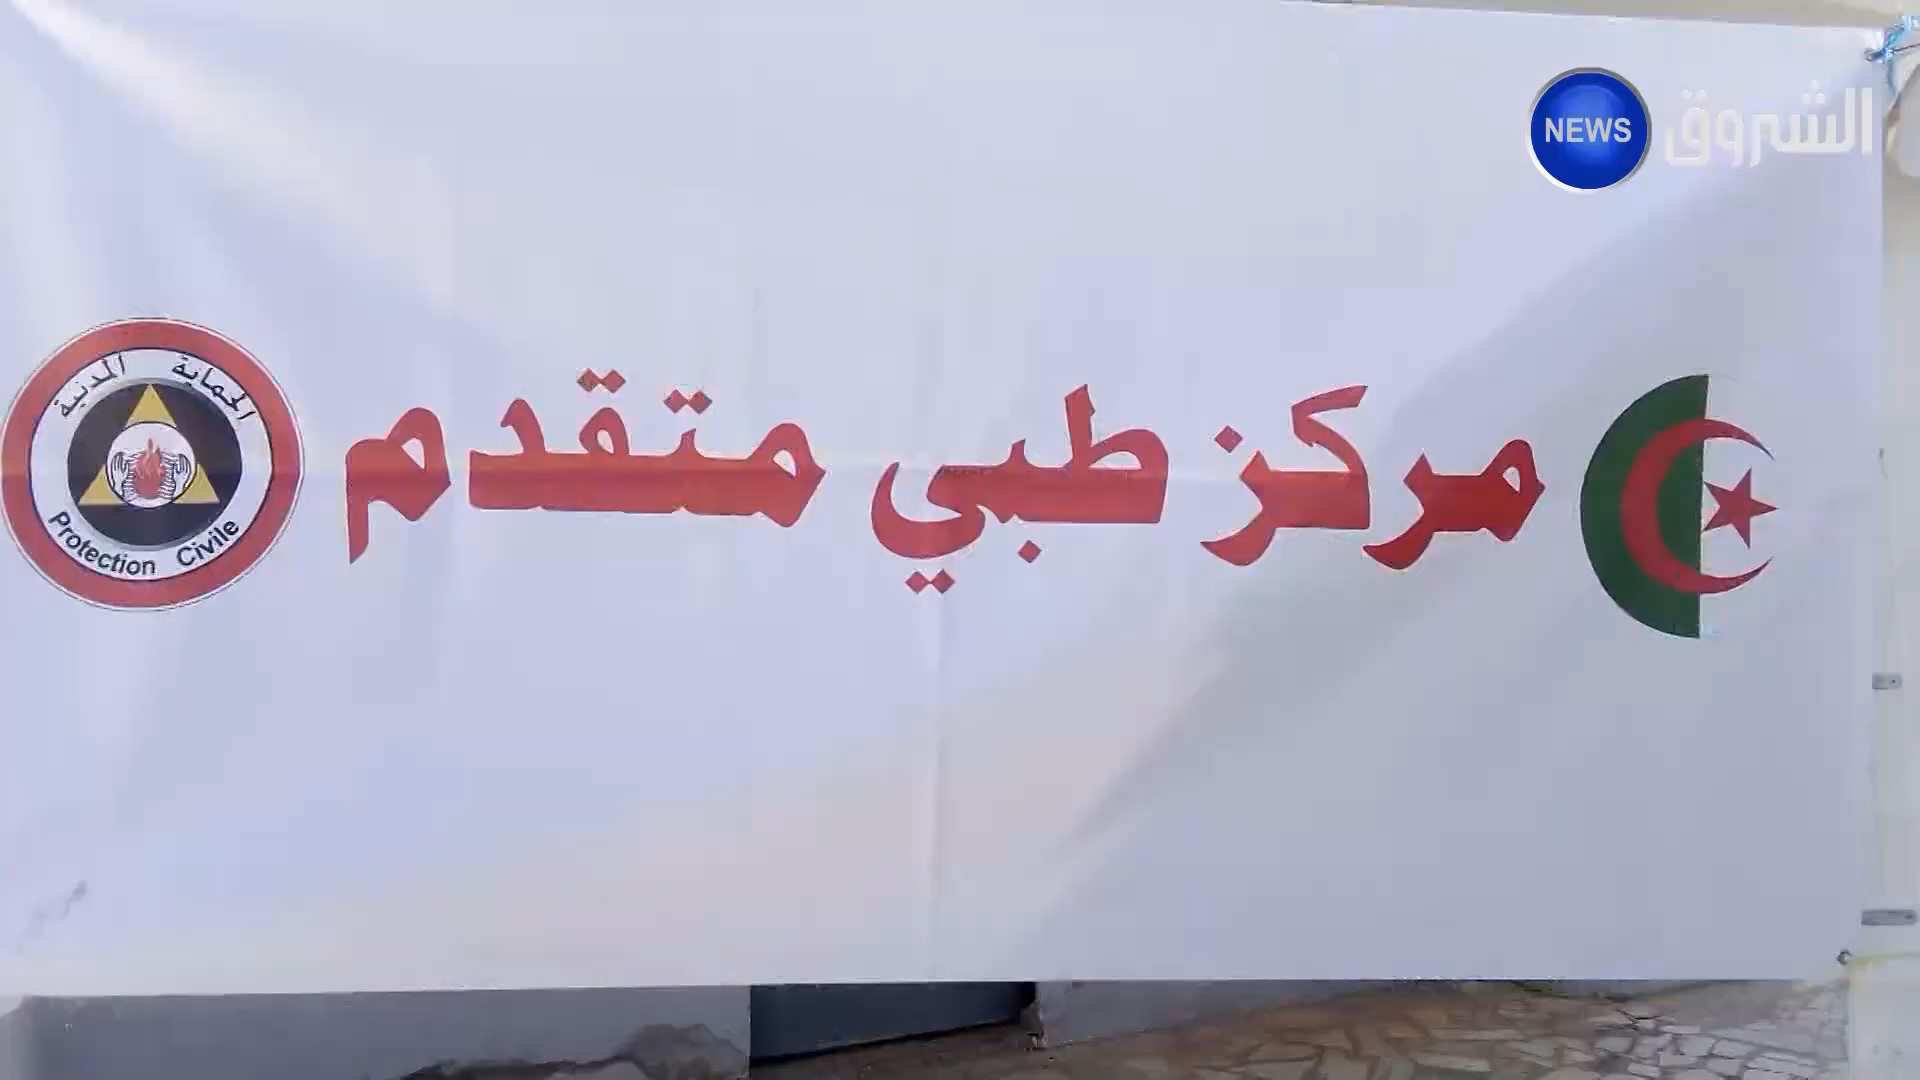 الشروق NEWS
مركز طبي متقدم
الحماية المدنية
Protection Civile